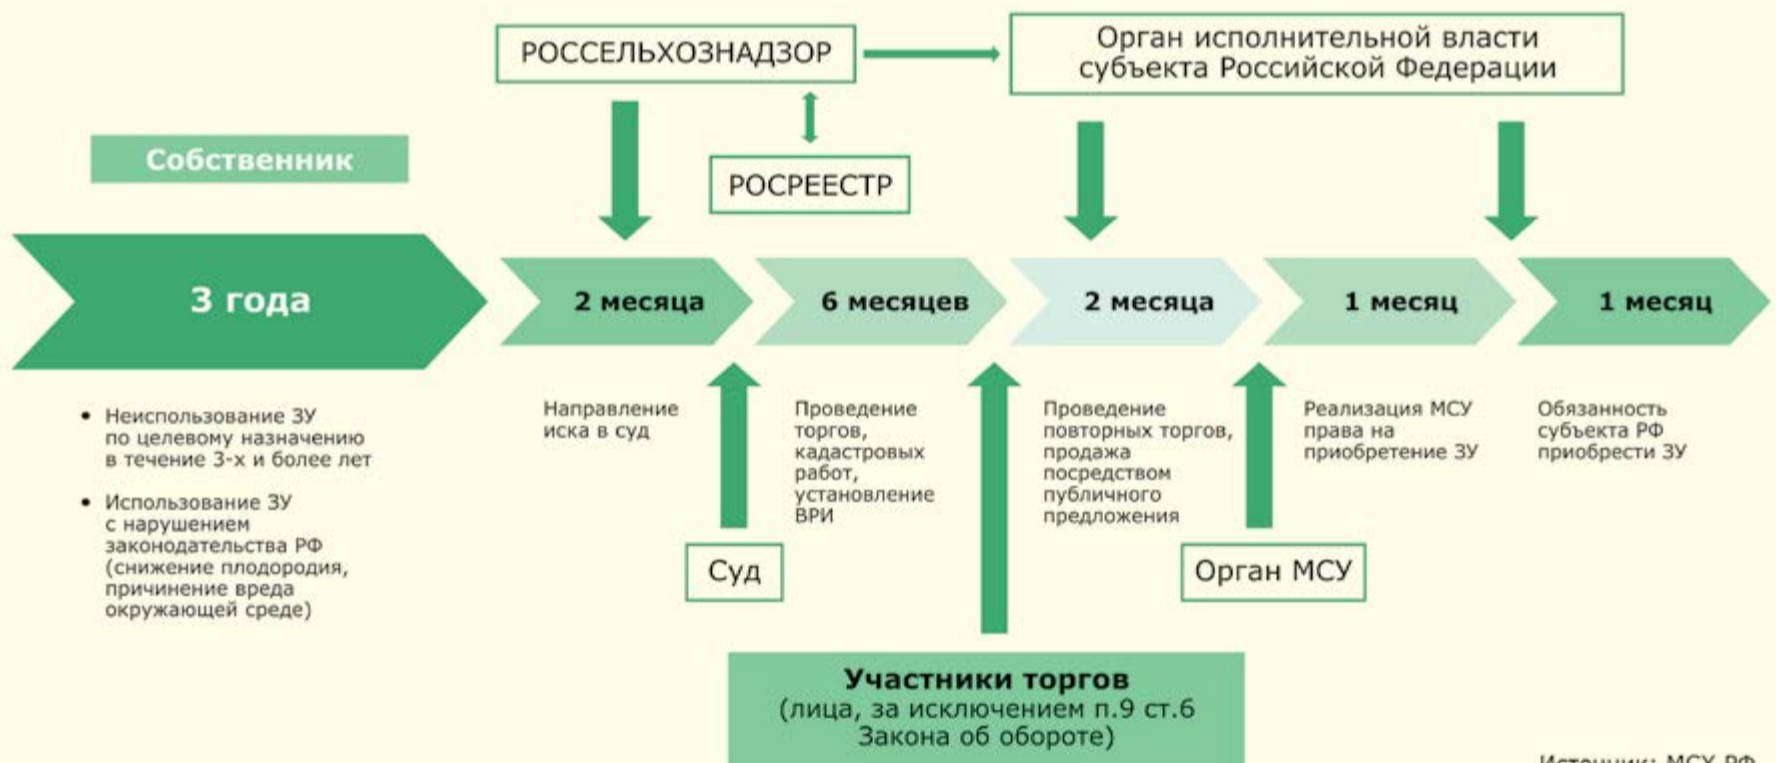 РОССЕЛЬХОЗНАДЗОР
Орган исполнительной власти
субъекта Российской Федерации
Собственник
РОСРЕЕСТР
3 года
2 месяца
6 месяцев
2 месяца
1 месяц
1 месяц
• Неиспользование ЗУ
по целевому назначению
в течение 3-х и более лет
• Использование ЗУ
с нарушением
законодательства РФ
(снижение плодородия,
причинение вреда
окружающей среде)
Направление
иска в суд
Проведение
торгов,
кадастровых
работ,
установление
ВРИ
Проведение
повторных торгов,
продажа
посредством
публичного
предложения
Реализация МСУ
права на
приобретение ЗУ
Обязанность
субъекта РФ
приобрести ЗУ
Суд
Орган МСУ
Участники торгов
(лица, за исключением п.9 ст.6
Закона об обороте)
Источник: МСХ РФ